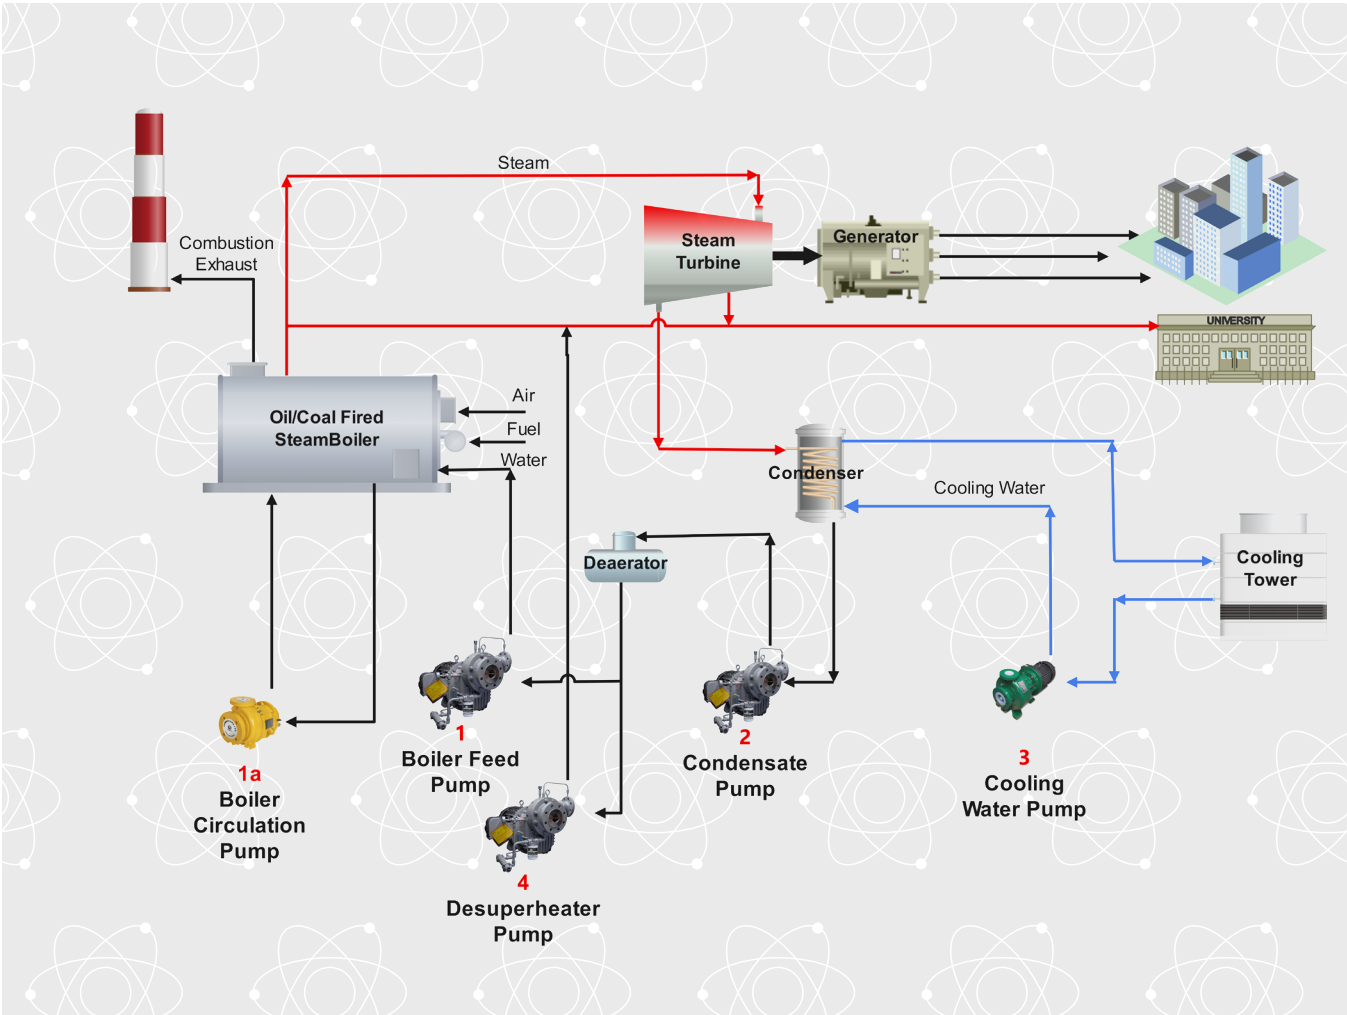 Steam
Combustion
Exhaust
Steam
Turbine
Generator
UNIVERSITY
Oil/Coal Fired
SteamBoiler
Air
Fuel
Water
Condenser
Cooling Water
Deaerator
Cooling
Tower
1
Boiler Feed
Pump
2
Condensate
Pump
3
Cooling
Water Pump
1a
Boiler
Circulation
Pump
4
Desuperheater
Pump